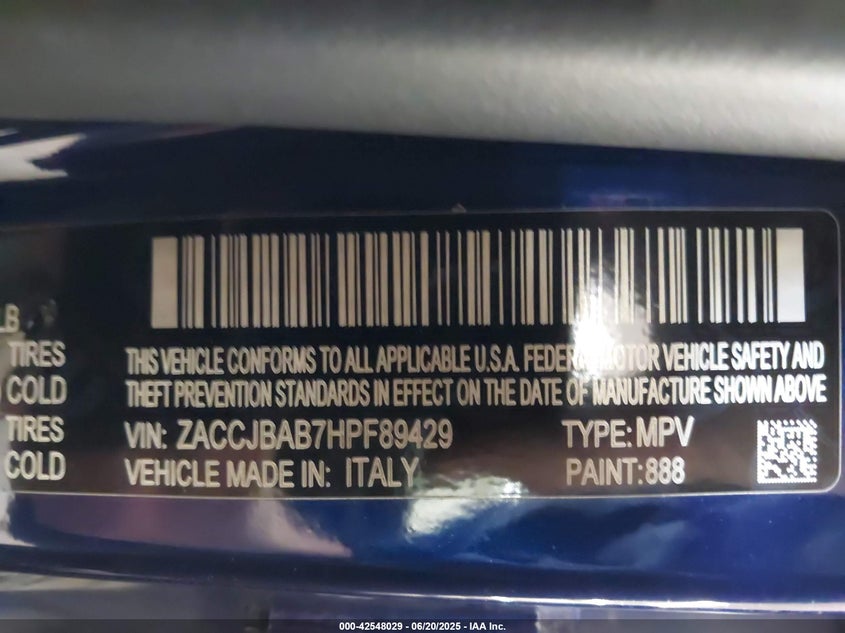 LB
TIRES
COLD
TIRES
COLD
THIS VEHICLE CONFORMS TO ALL APPLICABLE U.S.A. FEDERAL MOTOR VEHICLE SAFETY AND
THEFT PREVENTION STANDARDS IN EFFECT ON THE DATE OF MANUFACTURE SHOWN ABOVE
VIN: ZACCJBAB7HPF89429 TYPE: MPV
VEHICLE MADE IN: ITALY PAINT: 888
000-42548029 - 06/20/2025 - IAA Inc.